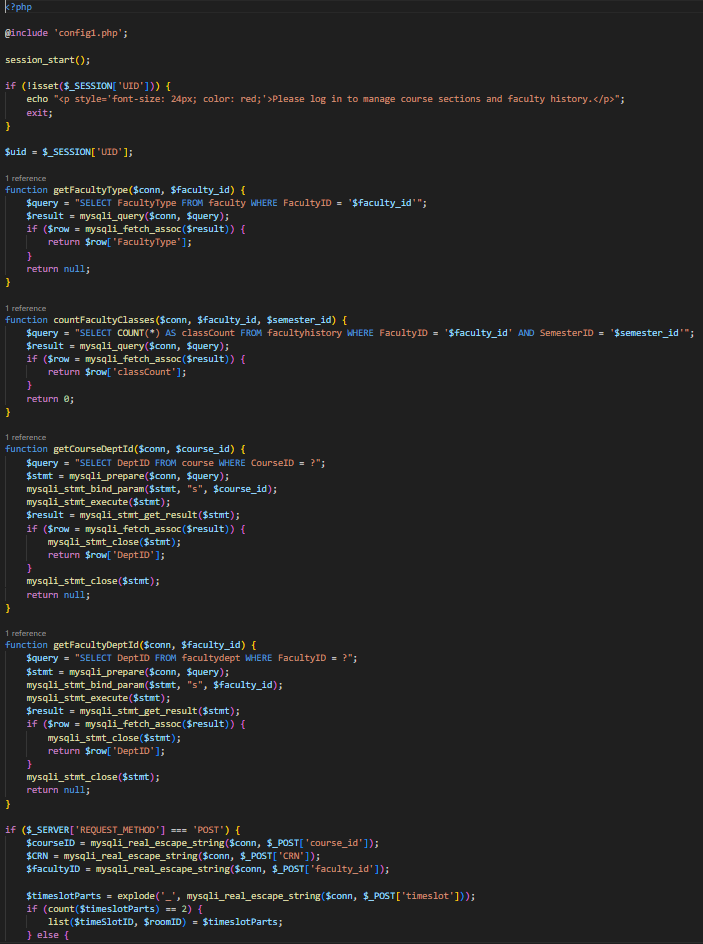 <?php
@include 'config1.php';
session_start();
if (!isset($_SESSION['UID'])) {
    echo "<p style='font-size: 24px; color: red;'>Please log in to manage course sections and faculty history.</p>";
    exit;
}
$uid = $_SESSION['UID'];
1 reference
function getFacultyType($conn, $faculty_id) {
    $query = "SELECT FacultyType FROM faculty WHERE FacultyID = '$faculty_id'";
    $result = mysqli_query($conn, $query);
    if ($row = mysqli_fetch_assoc($result)) {
        return $row['FacultyType'];
    }
    return null;
}
1 reference
function countFacultyClasses($conn, $faculty_id, $semester_id) {
    $query = "SELECT COUNT(*) AS classCount FROM factultyhistory WHERE FacultyID = '$faculty_id' AND SemesterID = '$semester_id'";
    $result = mysqli_query($conn, $query);
    if ($row = mysqli_fetch_assoc($result)) {
        return $row['classCount'];
    }
    return 0;
}
1 reference
function getCourseDeptId($conn, $course_id) {
    $query = "SELECT DeptID FROM course WHERE CourseID = ?";
    $stmt = mysqli_prepare($conn, $query);
    mysqli_stmt_bind_param($stmt, "s", $course_id);
    mysqli_stmt_execute($stmt);
    $result = mysqli_stmt_get_result($stmt);
    if ($row = mysqli_fetch_assoc($result)) {
        mysqli_stmt_close($stmt);
        return $row['DeptID'];
    }
    mysqli_stmt_close($stmt);
    return null;
}
1 reference
function getFacultyDeptId($conn, $faculty_id) {
    $query = "SELECT DeptID FROM facultydept WHERE FacultyID = ?";
    $stmt = mysqli_prepare($conn, $query);
    mysqli_stmt_bind_param($stmt, "s", $faculty_id);
    mysqli_stmt_execute($stmt);
    $result = mysqli_stmt_get_result($stmt);
    if ($row = mysqli_fetch_assoc($result)) {
        mysqli_stmt_close($stmt);
        return $row['DeptID'];
    }
    mysqli_stmt_close($stmt);
    return null;
}
if ($_SERVER['REQUEST_METHOD'] === 'POST') {
    $courseID = mysqli_real_escape_string($conn, $_POST['course_id']);
    $CRN = mysqli_real_escape_string($conn, $_POST['CRN']);
    $facultyID = mysqli_real_escape_string($conn, $_POST['faculty_id']);
    $timeslotParts = explode('_', mysqli_real_escape_string($conn, $_POST['timeslot']));
    if (count($timeslotParts) == 2) {
        list($timeSlotID, $roomID) = $timeslotParts;
    } else {